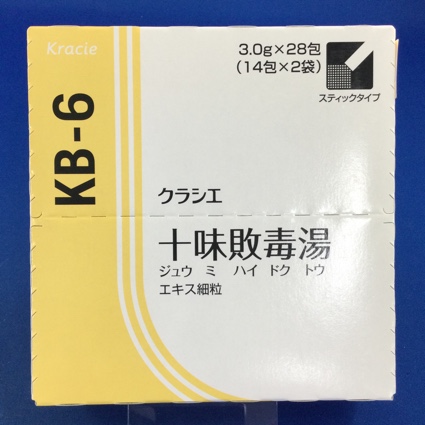 Kracie
3.0g×28包
(14包×2袋)
スティックタイプ
KB-6
クラシエ
十味敗毒湯
ジュウ ミ ハイ ドク トウ
エキス細粒